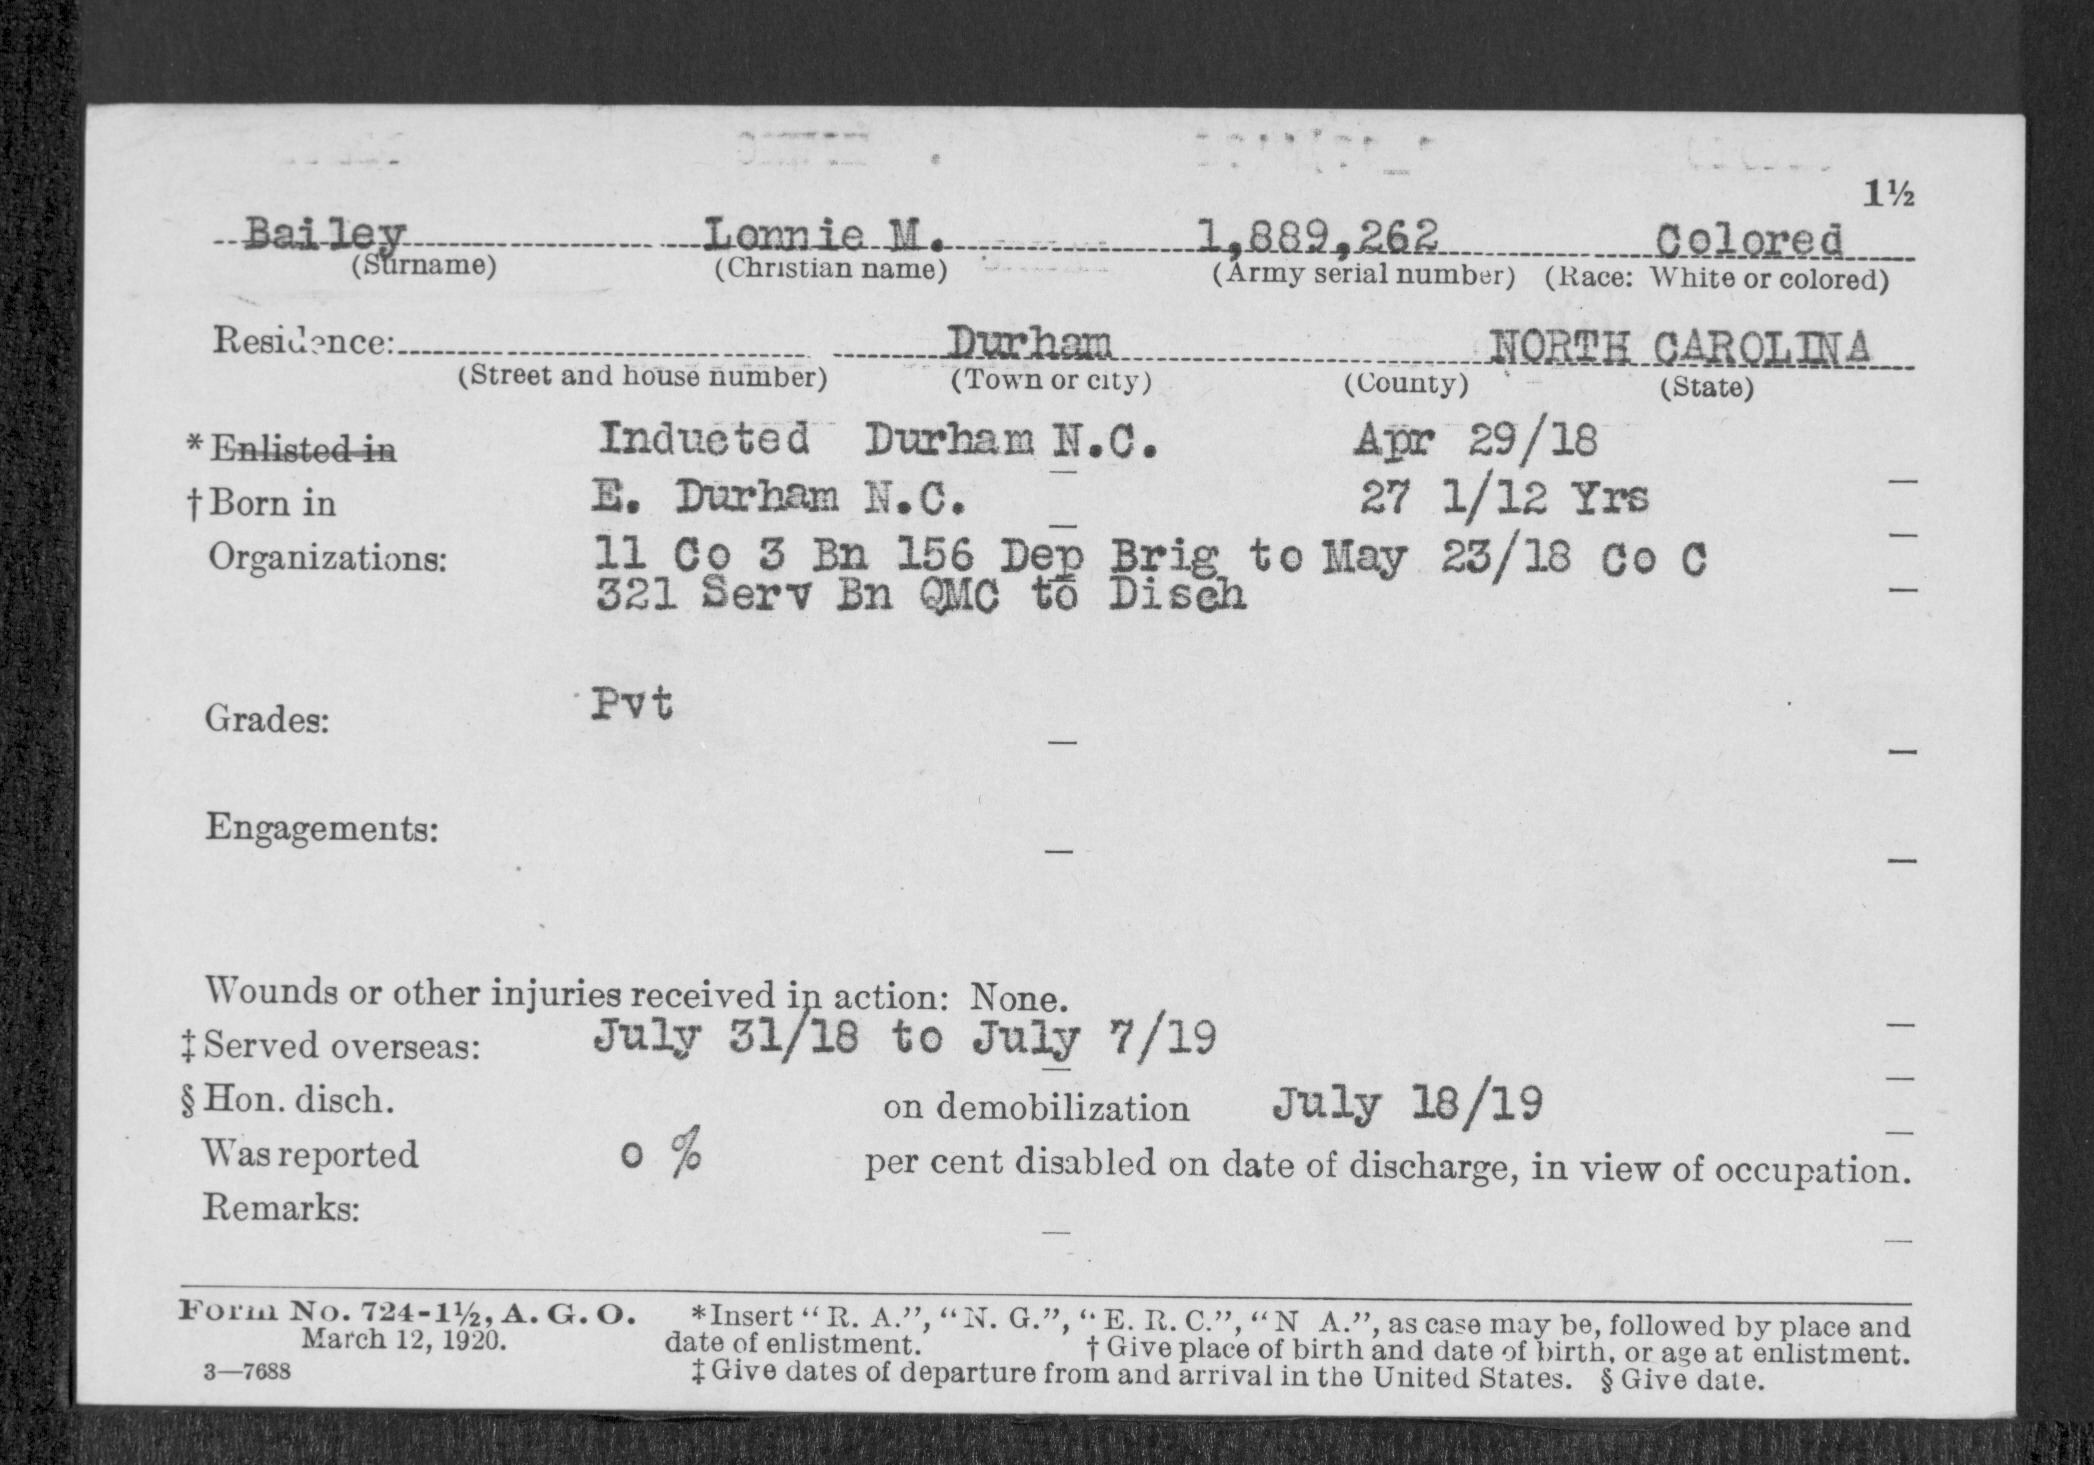 1½
Bailey Lonnie M. 1,889,262 Colored
(Surname) (Christian name) (Army serial number) (Race: White or colored)
Residence: Durham NORTH CAROLINA
(Street and house number) (Town or city) (County) (State)
* Enlisted in Inducted Durham N.C. Apr 29/18
† Born in E. Durham N.C. 27 1/12 Yrs
Organizations: 11 Co 3 Bn 156 Dep Brig to May 23/18 Co C
321 Serv Bn QMC to Disch
Grades: Pvt
Engagements:
Wounds or other injuries received in action: None.
‡ Served overseas: July 31/18 to July 7/19
§ Hon. disch. on demobilization July 18/19
Was reported 0 % per cent disabled on date of discharge, in view of occupation.
Remarks:
Form No. 724-1½, A. G. O. *Insert "R. A.", "N. G.", "E. R. C.", "N A.", as case may be, followed by place and
March 12, 1920. date of enlistment. † Give place of birth and date of birth, or age at enlistment.
3—7688 ‡ Give dates of departure from and arrival in the United States. § Give date.